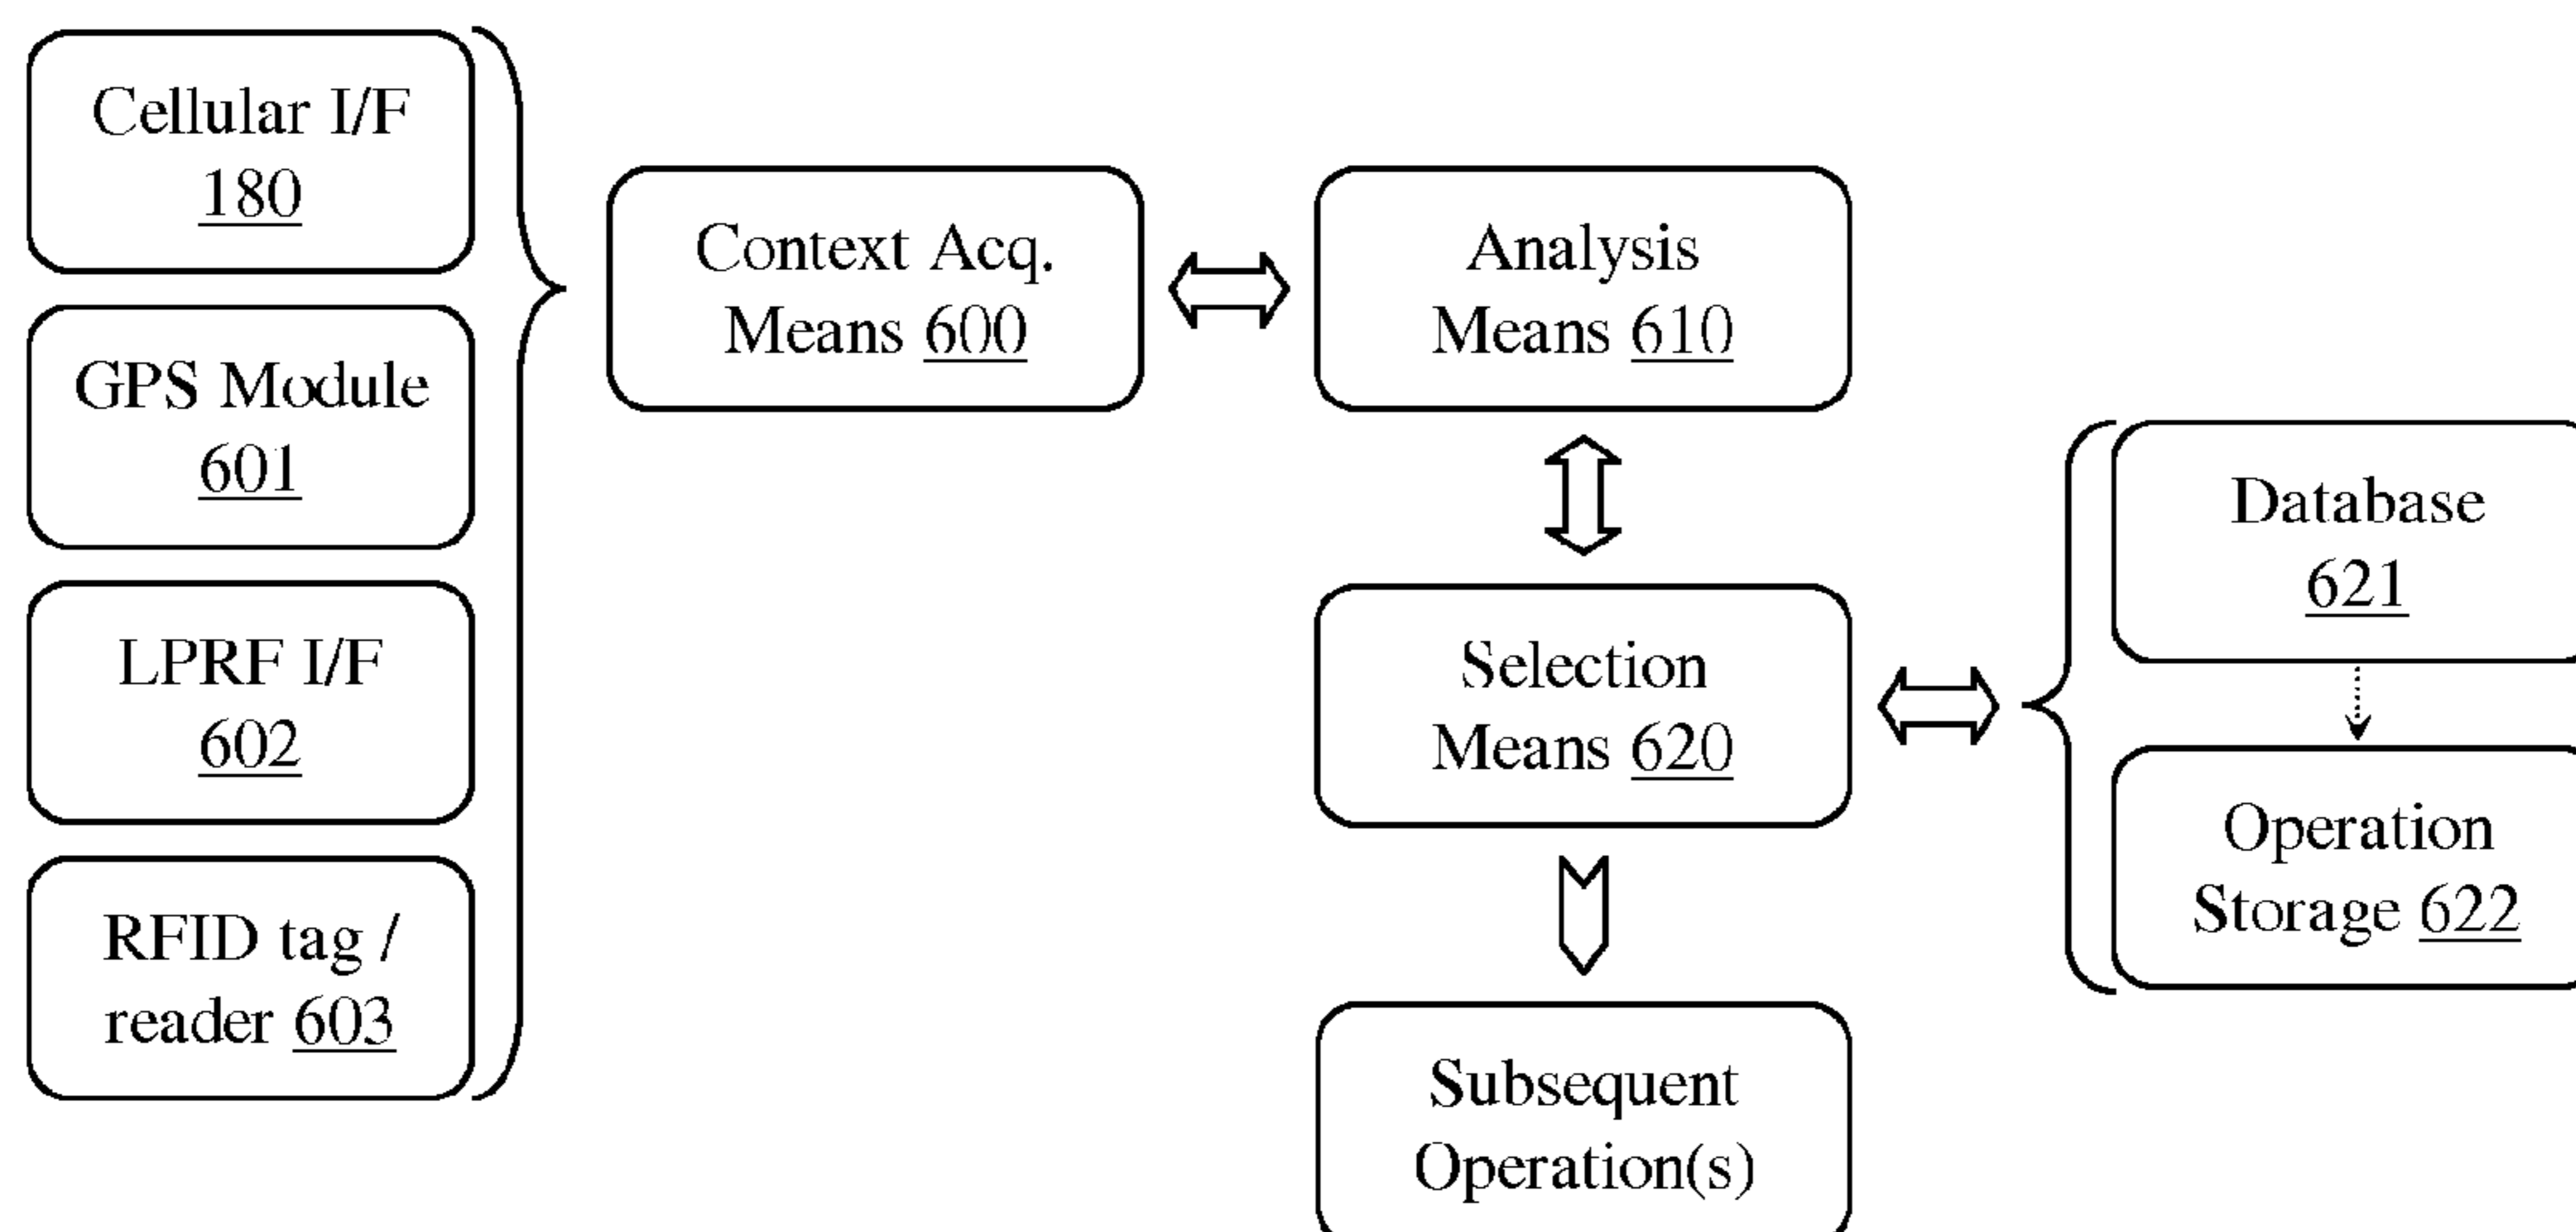 Cellular I/F
180
GPS Module
601
LPRF I/F
602
RFID tag /
reader 603
Context Acq.
Means 600
Analysis
Means 610
Selection
Means 620
Subsequent
Operation(s)
Database
621
Operation
Storage 622